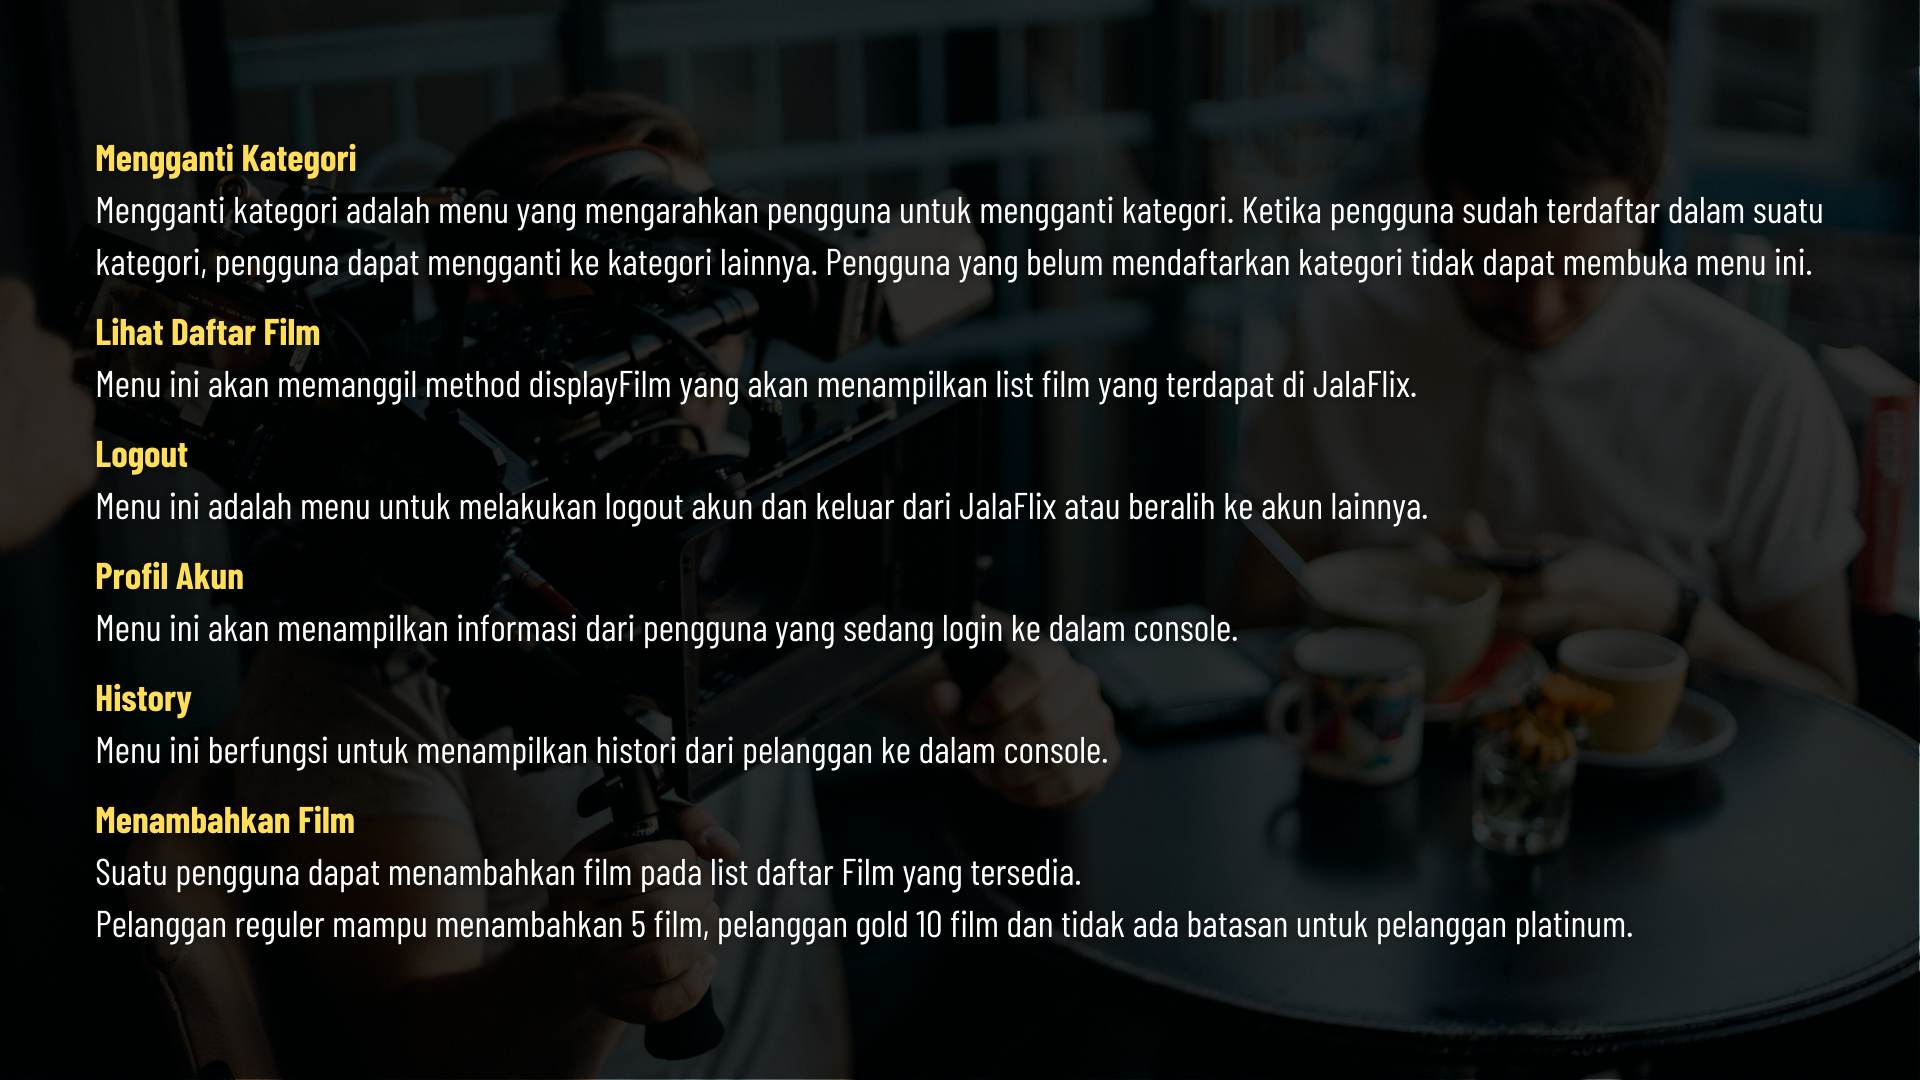 Mengganti Kategori
Mengganti kategori adalah menu yang mengarahkan pengguna untuk mengganti kategori. Ketika pengguna sudah terdaftar dalam suatu
kategori, pengguna dapat mengganti ke kategori lainnya. Pengguna yang belum mendaftarkan kategori tidak dapat membuka menu ini.
Lihat Daftar Film
Menu ini akan memanggil method displayFilm yang akan menampilkan list film yang terdapat di JalaFlix.
Logout
Menu ini adalah menu untuk melakukan logout akun dan keluar dari JalaFlix atau beralih ke akun lainnya.
Profil Akun
Menu ini akan menampilkan informasi dari pengguna yang sedang login ke dalam console.
History
Menu ini berfungsi untuk menampilkan histori dari pelanggan ke dalam console.
Menambahkan Film
Suatu pengguna dapat menambahkan film pada list daftar Film yang tersedia.
Pelanggan reguler mampu menambahkan 5 film, pelanggan gold 10 film dan tidak ada batasan untuk pelanggan platinum.